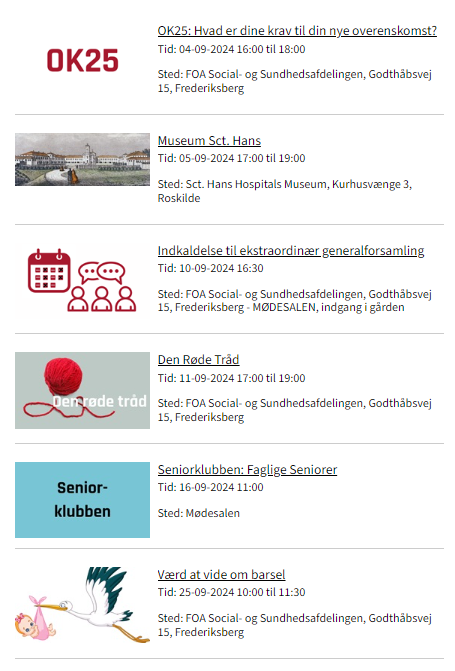 OK25
OK25: Hvad er dine krav til din nye overenskomst?
Tid: 04-09-2024 16:00 til 18:00
Sted: FOA Social- og Sundhedsafdelingen, Godthåbsvej
15, Frederiksberg
Museum Sct. Hans
Tid: 05-09-2024 17:00 til 19:00
Sted: Sct. Hans Hospitals Museum, Kurhusvænge 3,
Roskilde
Indkaldelse til ekstraordinær generalforsamling
Tid: 10-09-2024 16:30
Sted: FOA Social- og Sundhedsafdelingen, Godthåbsvej
15, Frederiksberg - MØDESALEN, indgang i gården
Den røde tråd
Den Røde Tråd
Tid: 11-09-2024 17:00 til 19:00
Sted: FOA Social- og Sundhedsafdelingen, Godthåbsvej
15, Frederiksberg
Senior-
klubben
Seniorklubben: Faglige Seniorer
Tid: 16-09-2024 11:00
Sted: Mødesalen
Værd at vide om barsel
Tid: 25-09-2024 10:00 til 11:30
Sted: FOA Social- og Sundhedsafdelingen, Godthåbsvej
15, Frederiksberg